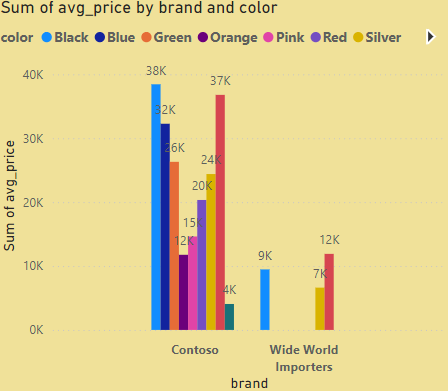 Sum of avg_price by brand and color
color Black Blue Green Orange Pink Red Silver
40K
30K
20K
10K
0K
Sum of avg_price
38K
32K
26K
12K
15K
20K
24K
37K
4K
9K
7K
12K
Contoso
Wide World
Importers
brand